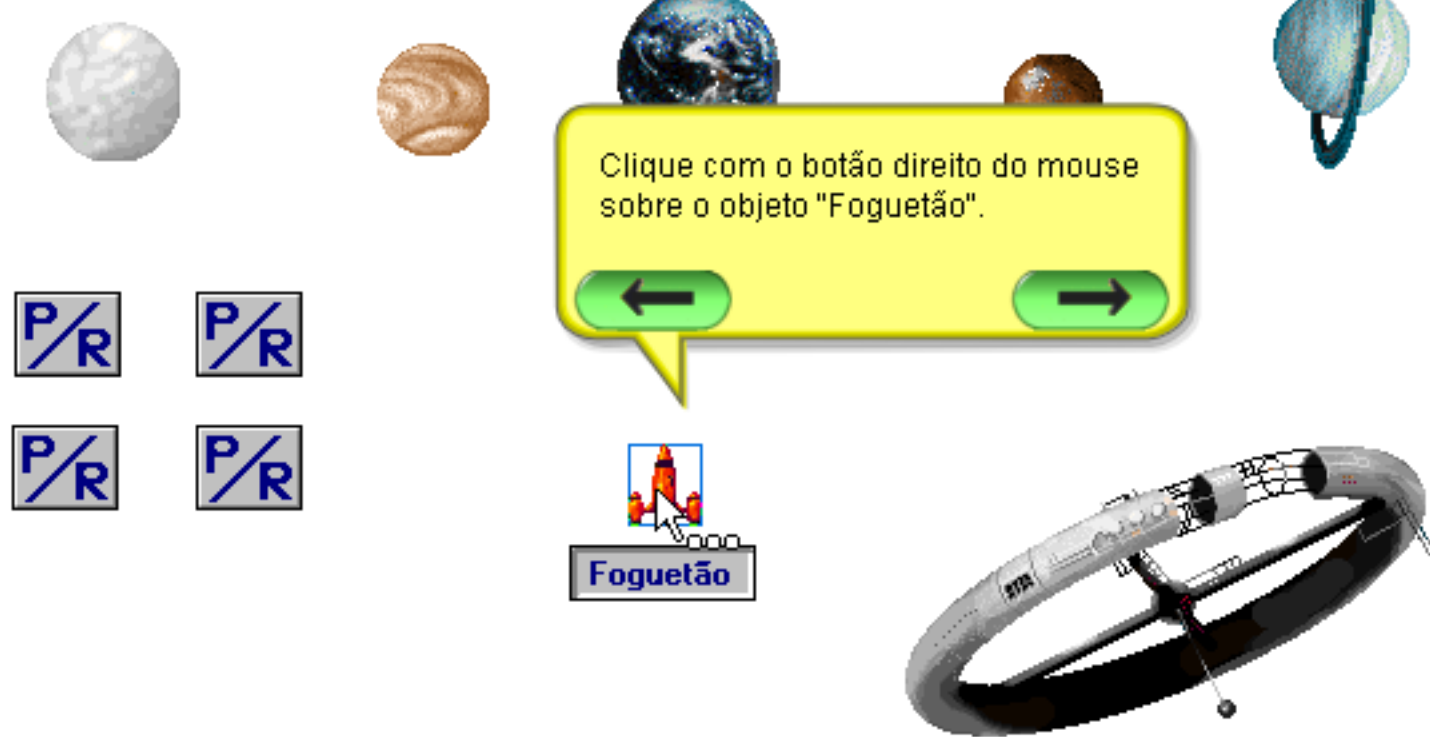 Clique com o botão direito do mouse
sobre o objeto "Foguetão".
P/R P/R
P/R P/R
Foguetão